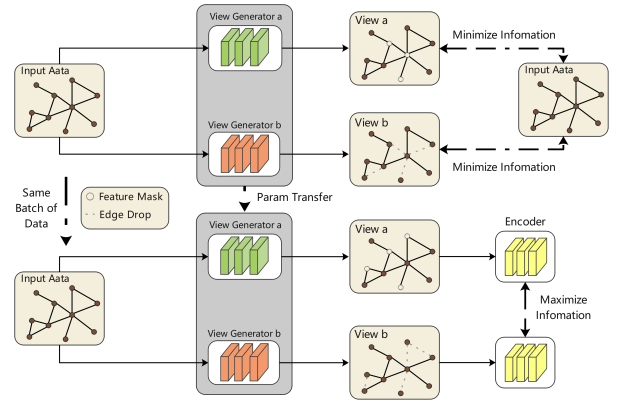 View Generator a
View a
Minimize Infomation
Input Aata
Input Aata
View Generator b
View b
Minimize Infomation
Same
Batch of
Data
Feature Mask
Edge Drop
Param Transfer
View Generator a
View a
Encoder
Input Aata
Maximize
Infomation
View Generator b
View b